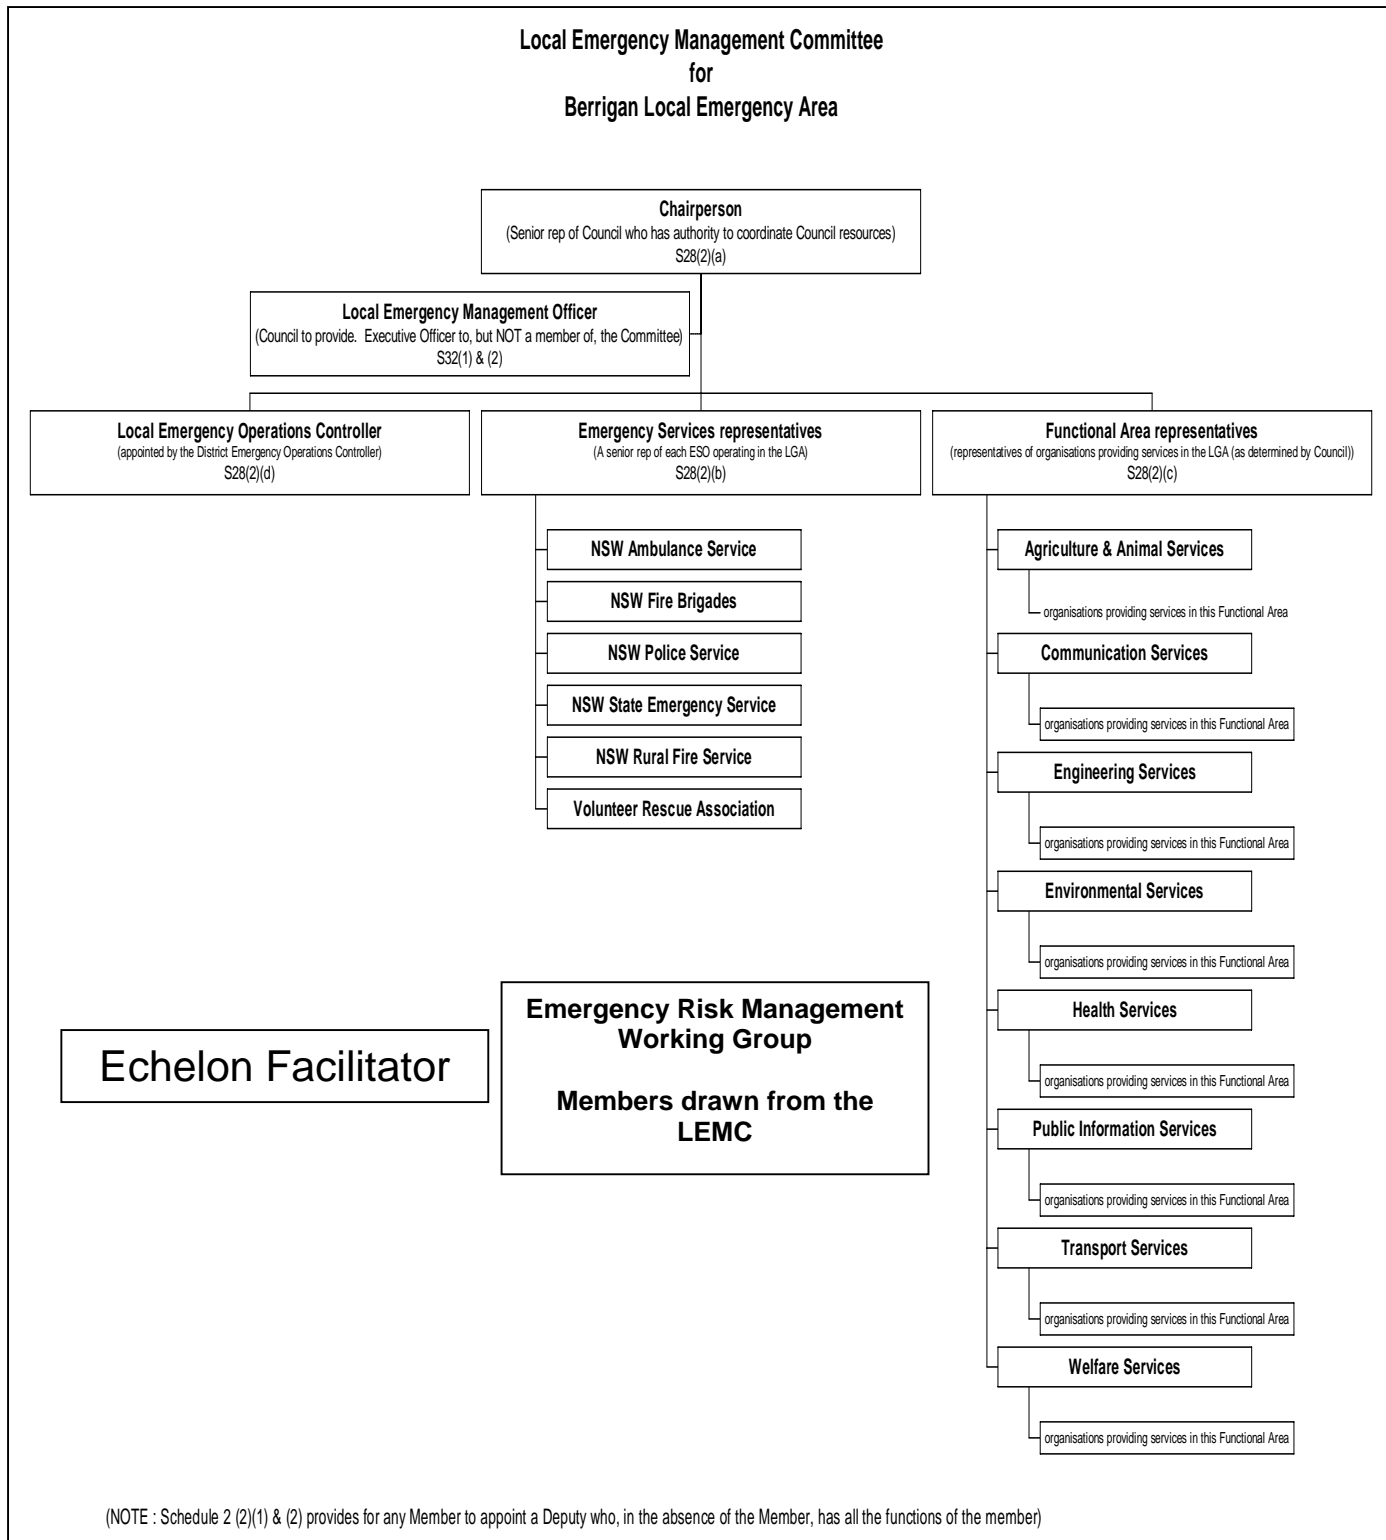 Local Emergency Management Committee
for
Berrigan Local Emergency Area
Chairperson
(Senior rep of Council who has authority to coordinate Council resources)
S28(2)(a)
Local Emergency Management Officer
(Council to provide.  Executive Officer to, but NOT a member of, the Committee)
S32(1) & (2)
Local Emergency Operations Controller
(appointed by the District Emergency Operations Controller)
S28(2)(d)
Emergency Services representatives
(A senior rep of each ESO operating in the LGA)
S28(2)(b)
NSW Ambulance Service
NSW Fire Brigades
NSW Police Service
NSW State Emergency Service
NSW Rural Fire Service
Volunteer Rescue Association
Functional Area representatives
(representatives of organisations providing services in the LGA (as determined by Council))
S28(2)(c)
Agriculture & Animal Services
organisations providing services in this Functional Area
Communication Services
organisations providing services in this Functional Area
Engineering Services
organisations providing services in this Functional Area
Environmental Services
organisations providing services in this Functional Area
Health Services
organisations providing services in this Functional Area
Public Information Services
organisations providing services in this Functional Area
Transport Services
organisations providing services in this Functional Area
Welfare Services
organisations providing services in this Functional Area
Echelon Facilitator
Emergency Risk Management
Working Group
Members drawn from the
LEMC
(NOTE : Schedule 2 (2)(1) & (2) provides for any Member to appoint a Deputy who, in the absence of the Member, has all the functions of the member)